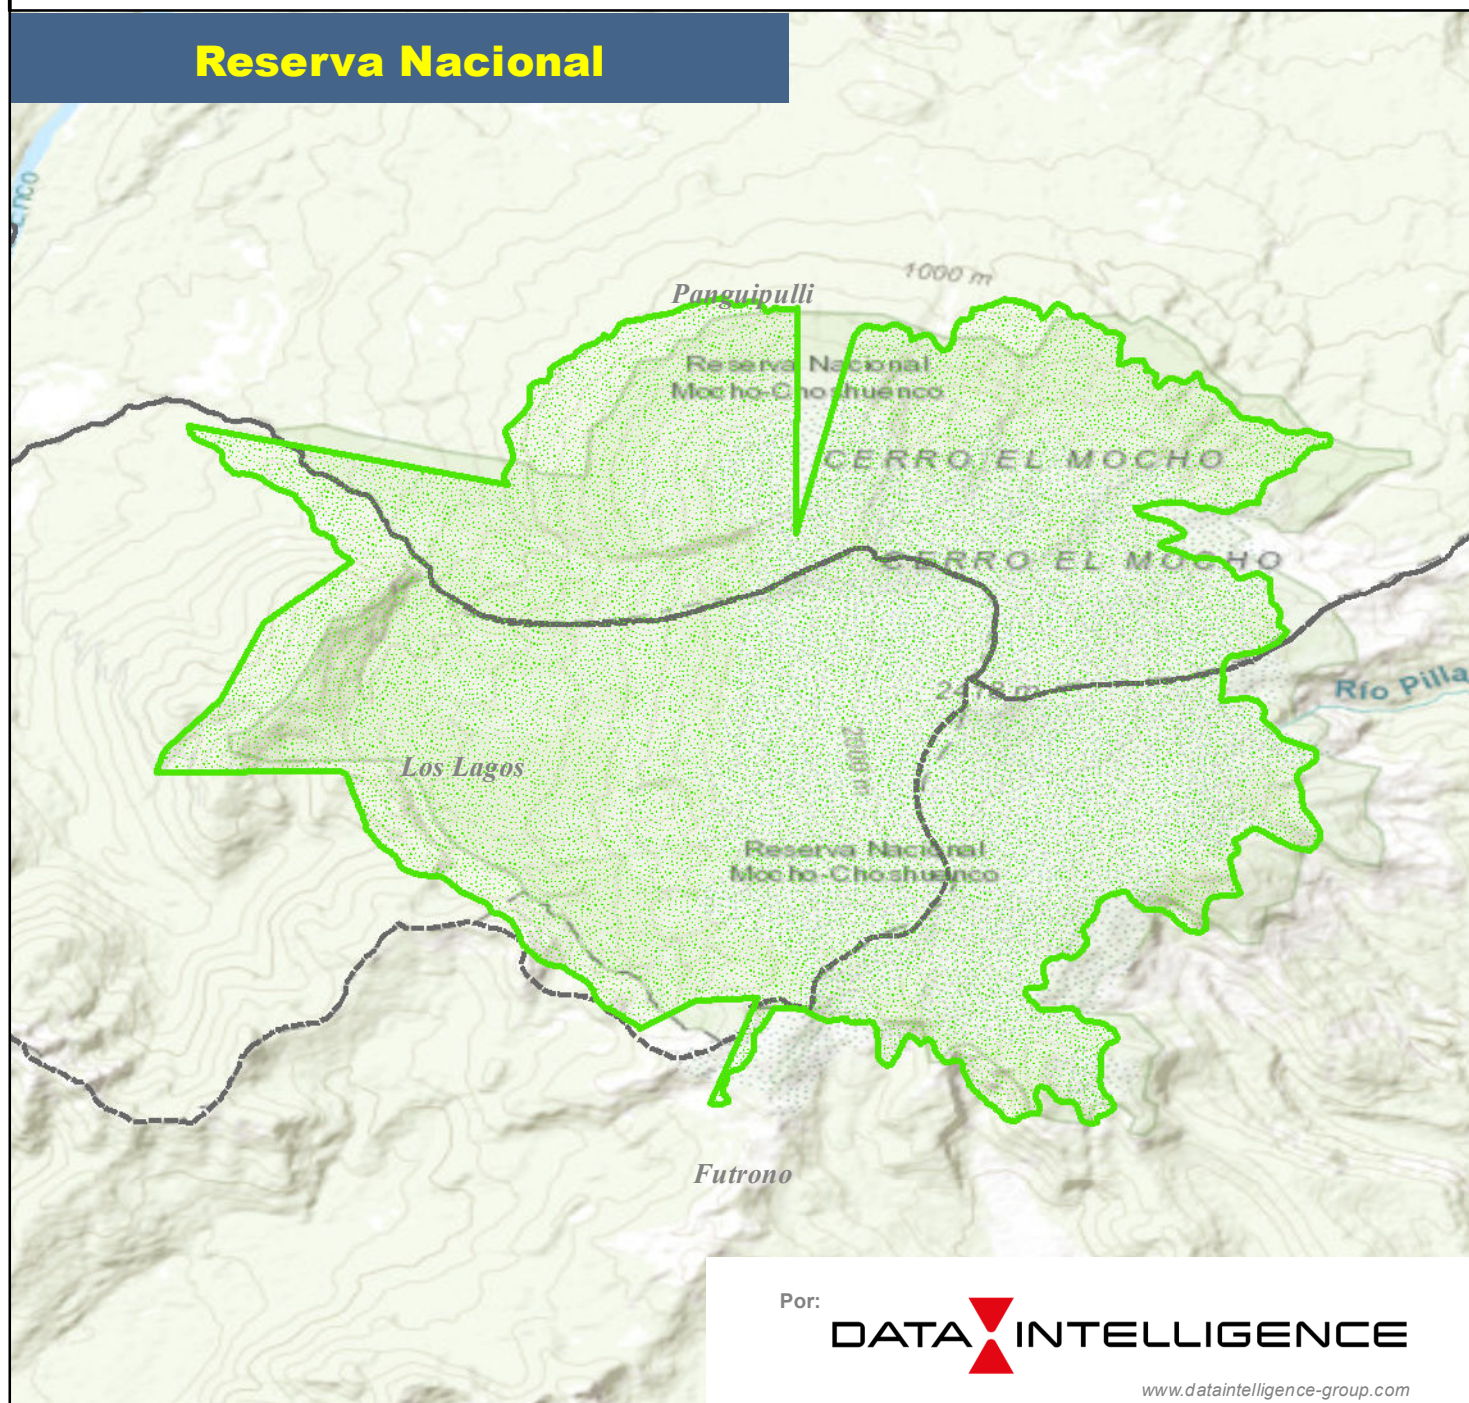 Reserva Nacional
Enco
1000 m
Panguipulli
Reserva Nacional
Mocho-Choshuenco
CERRO EL MOCHO
CERRO EL MOCHO
Río Pilla
Los Lagos
Reserva Nacional
Mocho-Choshuenco
Futrono
Por:
DATA INTELLIGENCE
www.dataintelligence-group.com